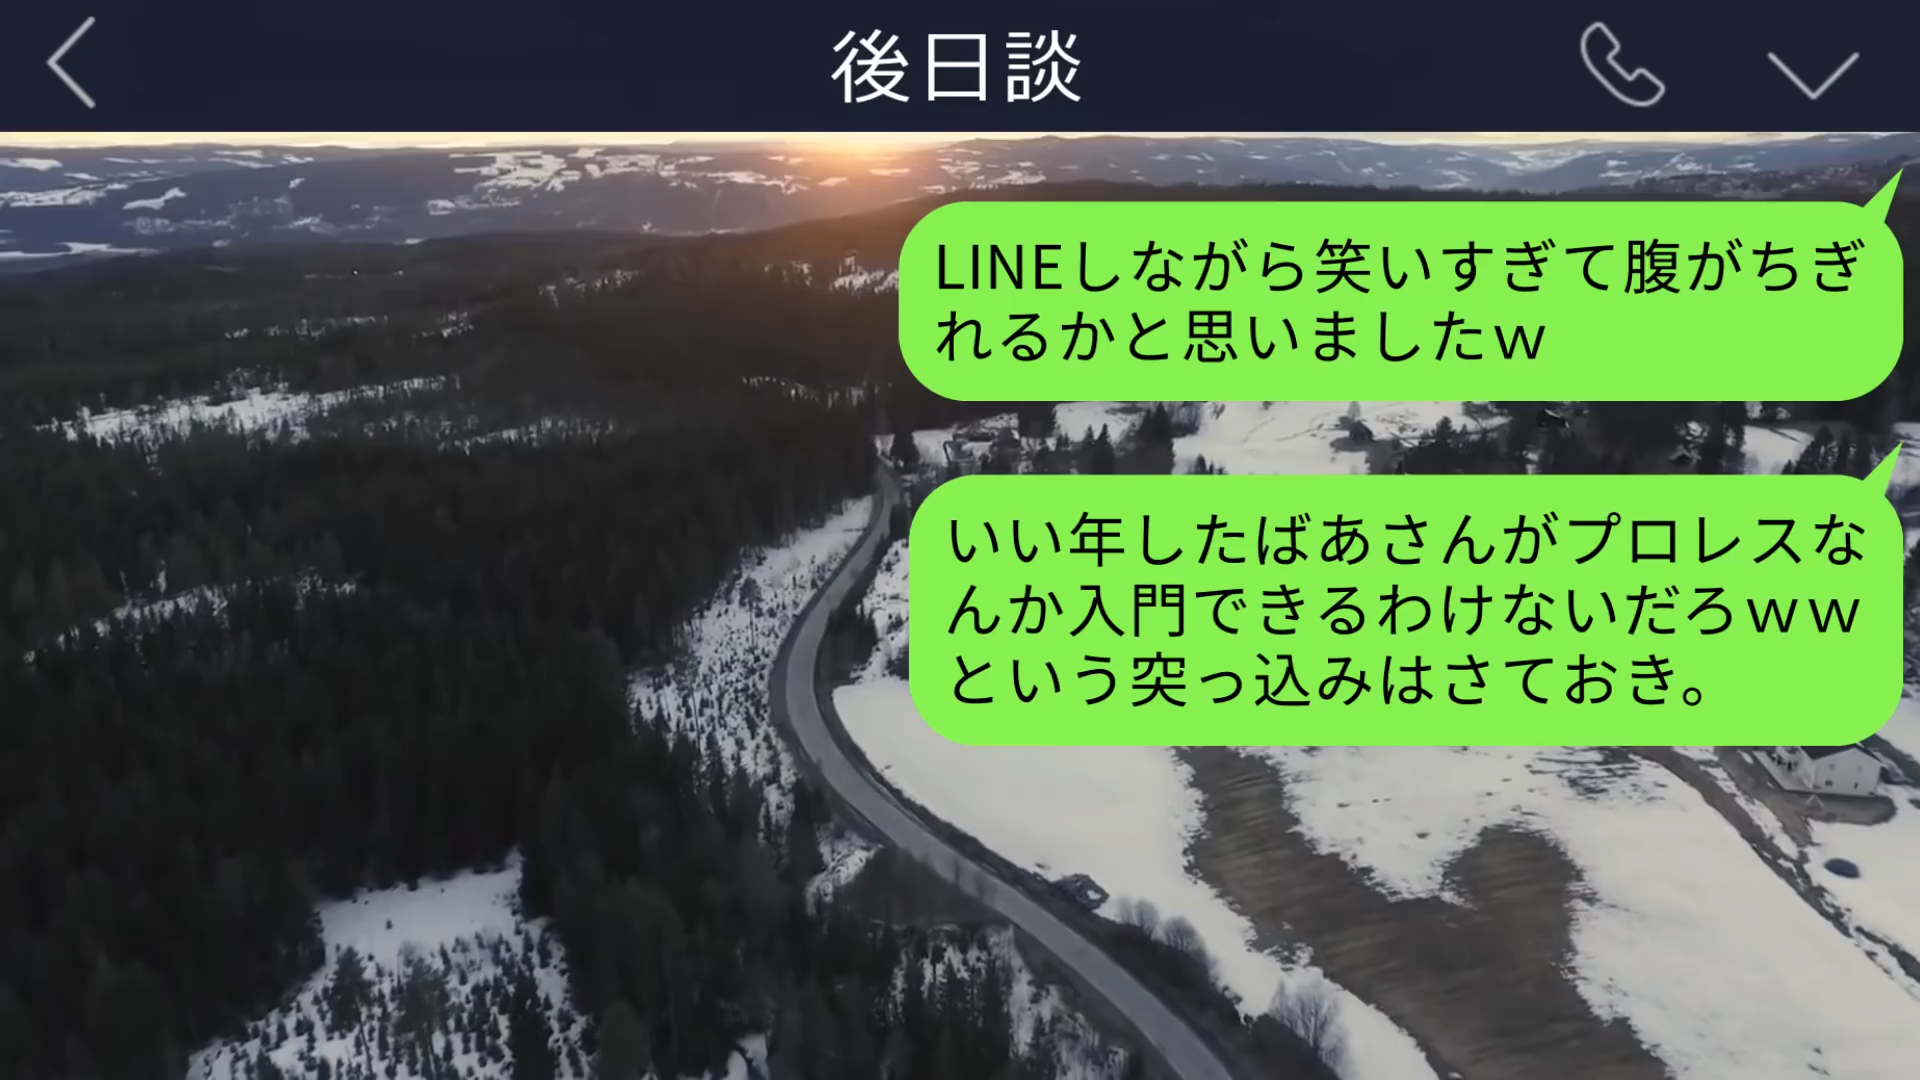 後日談
LINEしながら笑いすぎて腹がちぎ
れるかと思いましたｗ
いい年したばあさんがプロレスな
んか入門できるわけないだろｗｗ
という突っ込みはさておき。